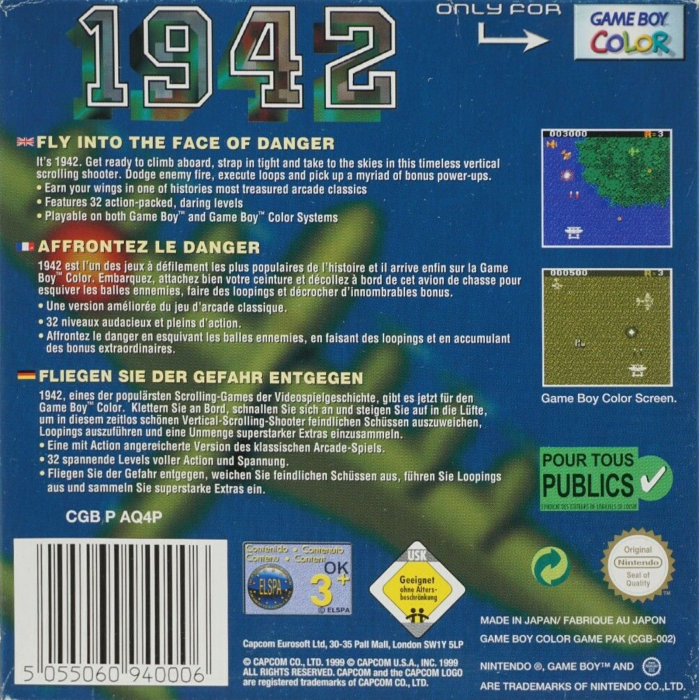 1942
ONLY FOR
GAME BOY
COLOR
FLY INTO THE FACE OF DANGER
It's 1942. Get ready to climb aboard, strap in tight and take to the skies in this timeless vertical
scrolling shooter. Dodge enemy fire, execute loops and pick up a myriad of bonus power-ups.
• Earn your wings in one of histories most treasured arcade classics
• Features 32 action-packed, daring levels
• Playable on both Game Boy™ and Game Boy™ Color Systems
003000 R-3
AFFRONTEZ LE DANGER
1942 est l'un des jeux à défilement les plus populaires de l'histoire et il arrive enfin sur la Game
Boy™ Color. Embarquez, attachez bien votre ceinture et décollez à bord de cet avion de chasse pour
esquiver les balles ennemies, faire des loopings et décrocher d'innombrables bonus.
• Une version améliorée du jeu d'arcade classique.
• 32 niveaux audacieux et pleins d'action.
• Affrontez le danger en esquivant les balles ennemies, en faisant des loopings et en accumulant
des bonus extraordinaires.
000500 R-3
Game Boy Color Screen.
FLIEGEN SIE DER GEFAHR ENTGEGEN
1942, eines der populärsten Scrolling-Games der Videospielgeschichte, gibt es jetzt für den
Game Boy™ Color. Klettern Sie an Bord, schnallen Sie sich an und steigen Sie auf in die Lüfte,
um in diesem zeitlos schönen Vertical-Scrolling-Shooter feindlichen Schüssen auszuweichen,
Loopings auszuführen und eine Unmenge superstarker Extras einzusammeln.
• Eine mit Action angereicherte Version des klassischen Arcade-Spiels.
• 32 spannende Levels voller Action und Spannung.
• Fliegen Sie der Gefahr entgegen, weichen Sie feindlichen Schüssen aus, führen Sie Loopings
aus und sammeln Sie superstarke Extras ein.
POUR TOUS
PUBLICS
SYNDICAT DES EDITEURS DE LOGICIELS DE LOISIR
CGB P AQ4P
5 055060 940006
Contenido • Contenuto
Contenu • Content
ELSPA
OK
3+
© ELSPA
USK
Geeignet
ohne Alters-
beschränkung
Original
Nintendo
Seal of
Quality
TM
Capcom Eurosoft Ltd, 30-35 Pall Mall, London SW1Y 5LP
© CAPCOM CO., LTD. 1999 © CAPCOM U.S.A., INC. 1999
ALL RIGHTS RESERVED. CAPCOM and the CAPCOM LOGO
are registered trademarks of CAPCOM CO., LTD.
MADE IN JAPAN/ FABRIQUE AU JAPON
GAME BOY COLOR GAME PAK (CGB-002)
NINTENDO ®, GAME BOY™ AND
ARE TRADEMARKS OF NINTENDO CO.,LTD.